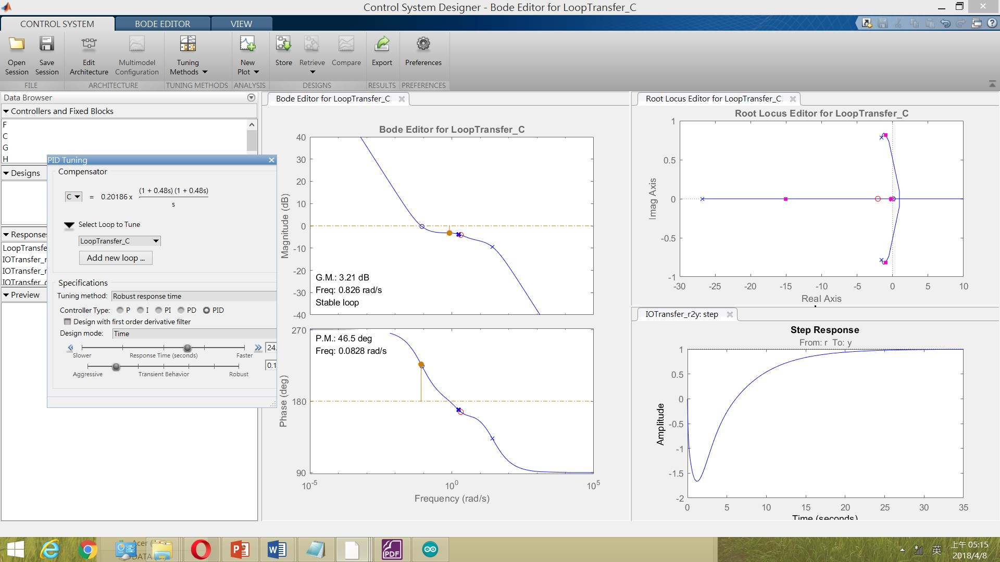 Control System Designer - Bode Editor for LoopTransfer_C
CONTROL SYSTEM
BODE EDITOR
VIEW
Open Session
Save Session
Edit Architecture
Multimodel Configuration
Tuning Methods
New Plot
Store
Retrieve
Compare
Export
Preferences
FILE
ARCHITECTURE
TUNING METHODS
ANALYSIS
DESIGNS
RESULTS
PREFERENCES
Data Browser
Controllers and Fixed Blocks
F
C
G
H
Designs
Responses
LoopTransfe
IOTransfer_r
IOTransfer_r
IOTransfer_c
Preview
PID Tuning
Compensator
C = 0.20186 x (1 + 0.48s) (1 + 0.48s)
s
Select Loop to Tune
LoopTransfer_C
Add new loop ...
Specifications
Tuning method: Robust response time
Controller Type: P I PI PD PID
Design with first order derivative filter
Design mode: Time
24.
Slower Response Time (seconds) Faster
0.1
Aggressive Transient Behavior Robust
Bode Editor for LoopTransfer_C
Bode Editor for LoopTransfer_C
Magnitude (dB)
40
30
20
10
0
-10
-20
-30
-40
G.M.: 3.21 dB
Freq: 0.826 rad/s
Stable loop
Phase (deg)
270
180
90
P.M.: 46.5 deg
Freq: 0.0828 rad/s
10^-5 10^0 10^5
Frequency (rad/s)
Root Locus Editor for LoopTransfer_C
Root Locus Editor for LoopTransfer_C
Imag Axis
1
0.5
0
-0.5
-1
-30 -25 -20 -15 -10 -5 0 5 10
Real Axis
IOTransfer_r2y: step
Step Response
From: r To: y
Amplitude
1
0.5
0
-0.5
-1
-1.5
-2
0 5 10 15 20 25 30 35
Time (seconds)
Acer (
DATA
PDF
英
上午 05:15
2018/4/8